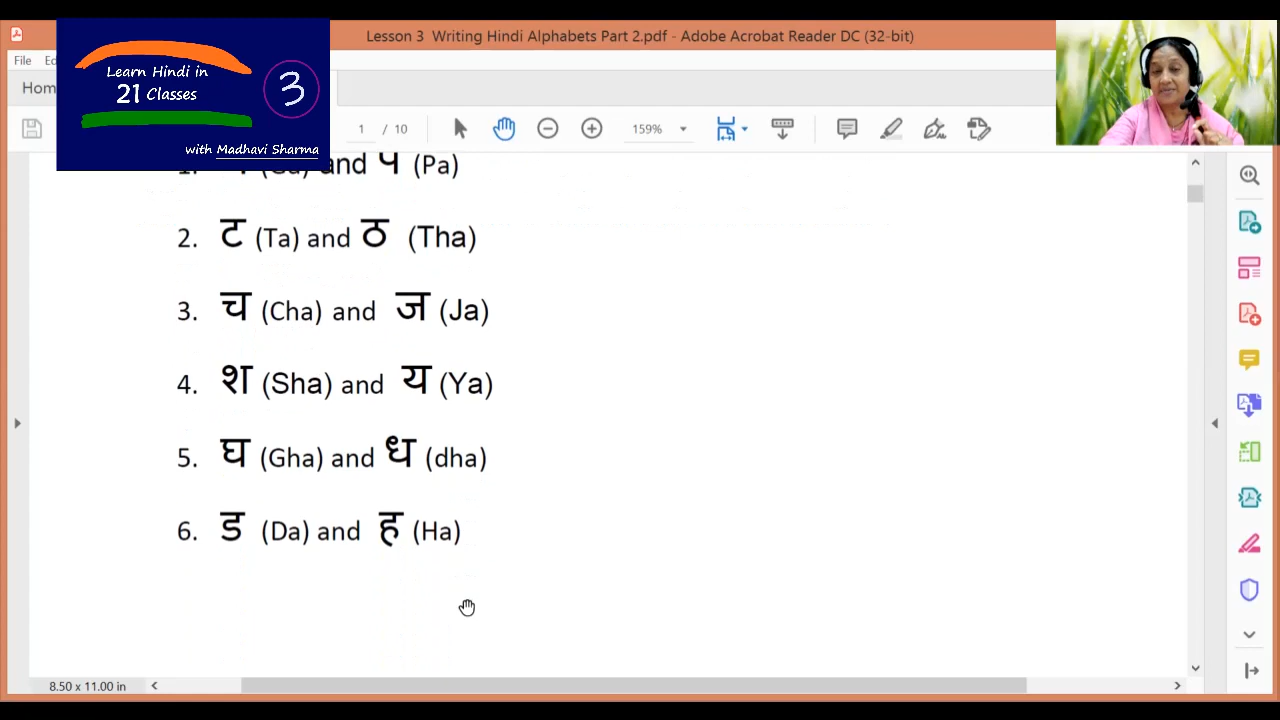 Lesson 3 Writing Hindi Alphabets Part 2.pdf - Adobe Acrobat Reader DC (32-bit)
Learn Hindi in
21 Classes
3
with Madhavi Sharma
File
Hom
1 / 10
159%
and प (Pa)
2. ट (Ta) and ठ (Tha)
3. च (Cha) and ज (Ja)
4. श (Sha) and य (Ya)
5. घ (Gha) and ध (dha)
6. ड (Da) and ह (Ha)
8.50 x 11.00 in